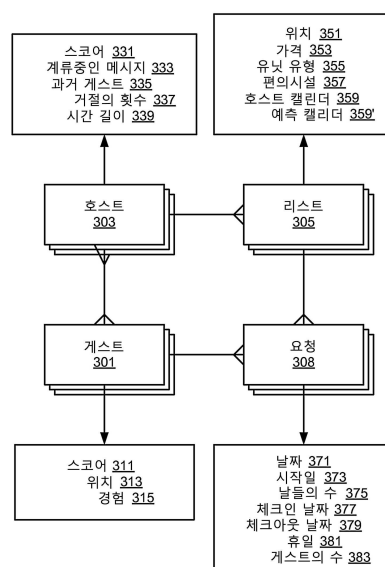 스코어 331
계류중인 메시지 333
과거 게스트 335
거절의 횟수 337
시간 길이 339
위치 351
가격 353
유닛 유형 355
편의시설 357
호스트 캘린더 359
예측 캘리더 359'
호스트
303
리스트
305
게스트
301
요청
308
스코어 311
위치 313
경험 315
날짜 371
시작일 373
날들의 수 375
체크인 날짜 377
체크아웃 날짜 379
휴일 381
게스트의 수 383